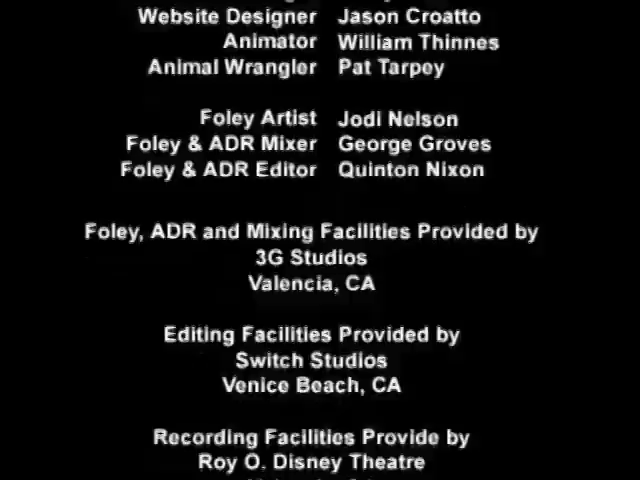 Website Designer Jason Croatto
Animator William Thinnes
Animal Wrangler Pat Tarpey
Foley Artist Jodi Nelson
Foley & ADR Mixer George Groves
Foley & ADR Editor Quinton Nixon
Foley, ADR and Mixing Facilities Provided by
3G Studios
Valencia, CA
Editing Facilities Provided by
Switch Studios
Venice Beach, CA
Recording Facilities Provide by
Roy O. Disney Theatre